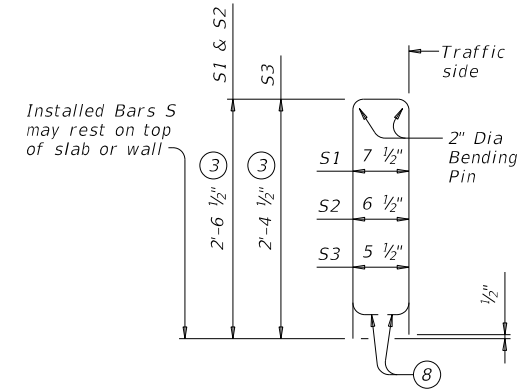 S1 & S2
S3
Traffic
side
Installed Bars S
may rest on top
of slab or wall
3
2'-6 ½"
3
2'-4 ½"
2" Dia
Bending
Pin
S1
7 ½"
S2
6 ½"
S3
5 ½"
½"
8